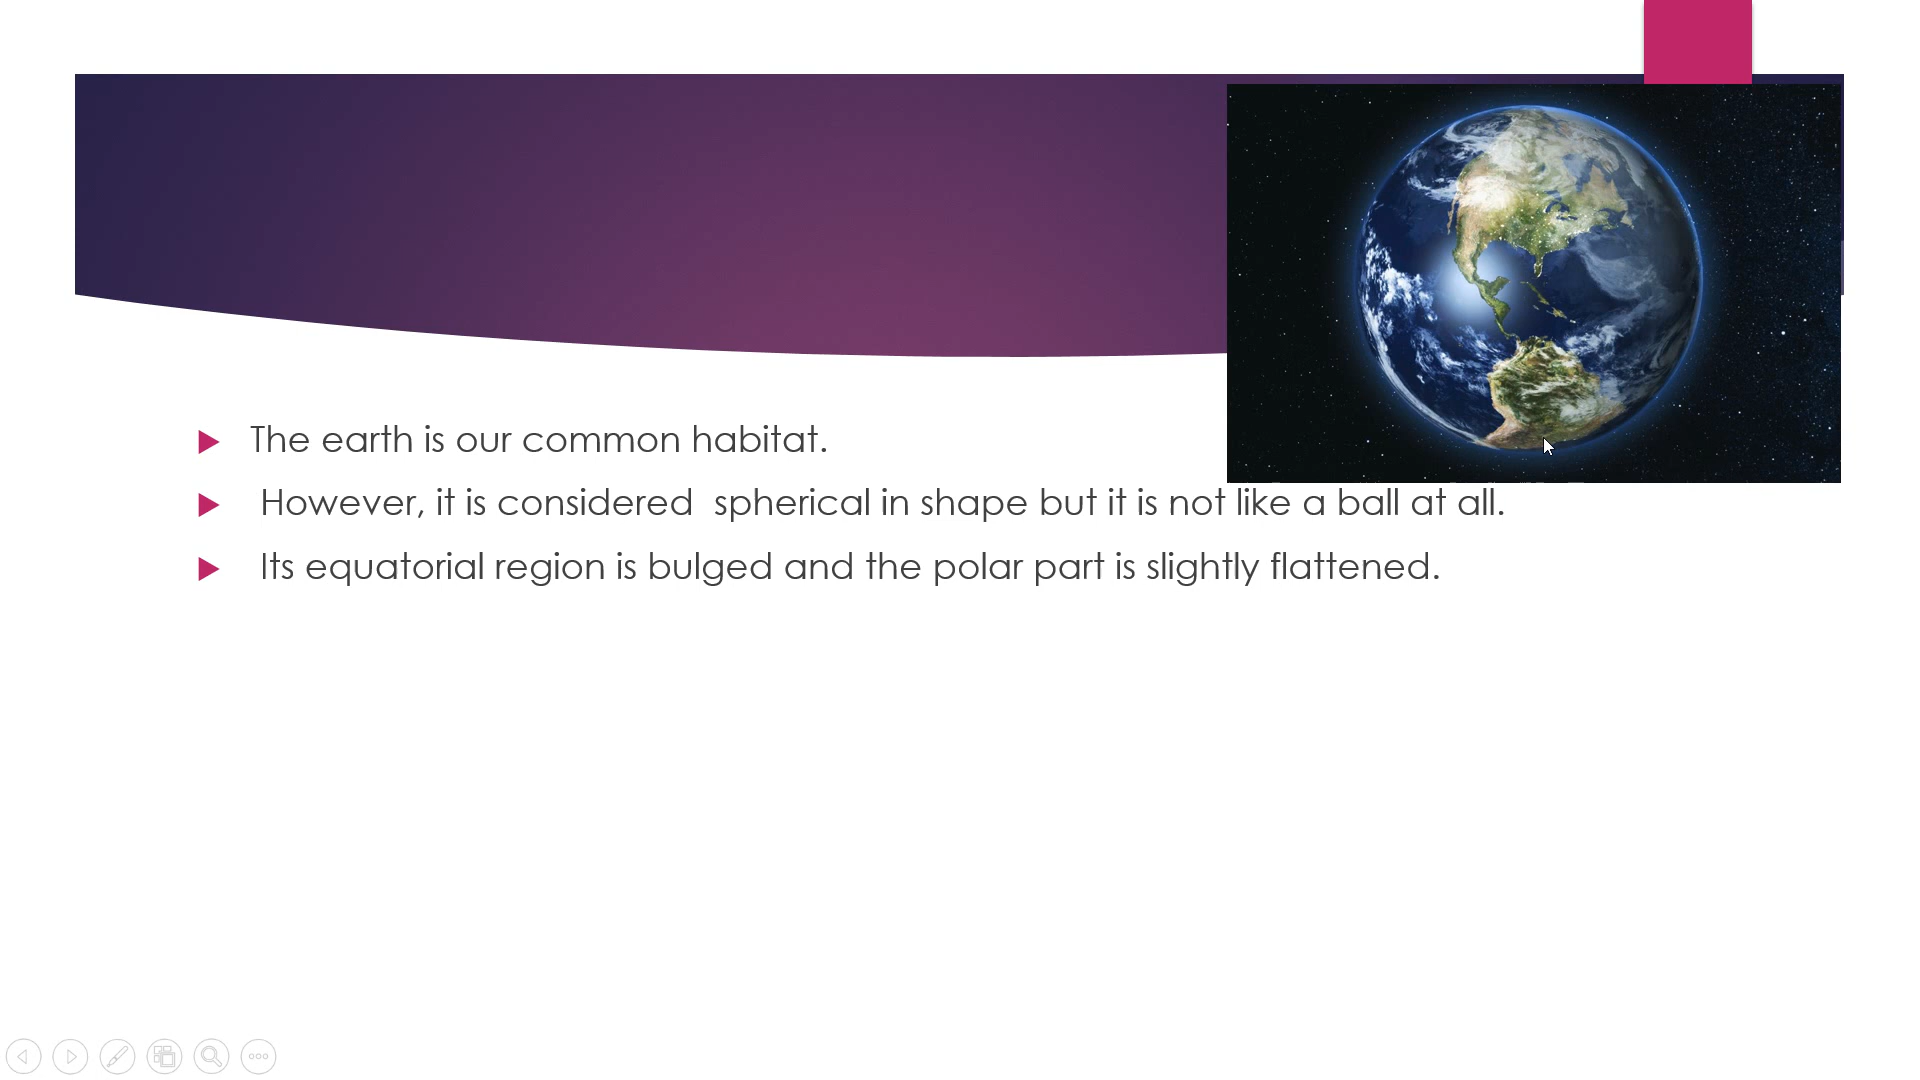 The earth is our common habitat.
However, it is considered  spherical in shape but it is not like a ball at all.
Its equatorial region is bulged and the polar part is slightly flattened.